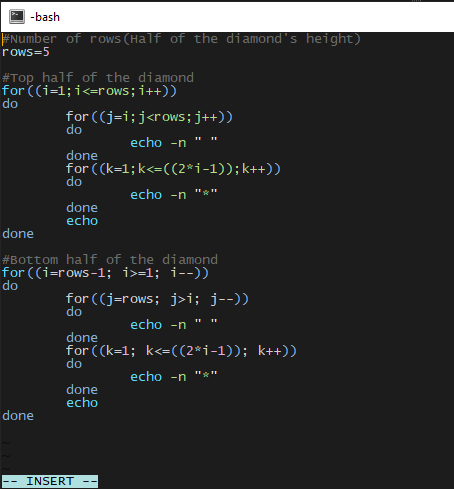 -bash
#Number of rows(Half of the diamond's height)
rows=5

#Top half of the diamond
for((i=1;i<=rows;i++))
do
        for((j=i;j<rows;j++))
        do
                echo -n " "
        done
        for((k=1;k<=((2*i-1));k++))
        do
                echo -n "*"
        done
        echo
done

#Bottom half of the diamond
for((i=rows-1; i>=1; i--))
do
        for((j=rows; j>i; j--))
        do
                echo -n " "
        done
        for((k=1; k<=((2*i-1)); k++))
        do
                echo -n "*"
        done
        echo
done

~
~
~
-- INSERT --